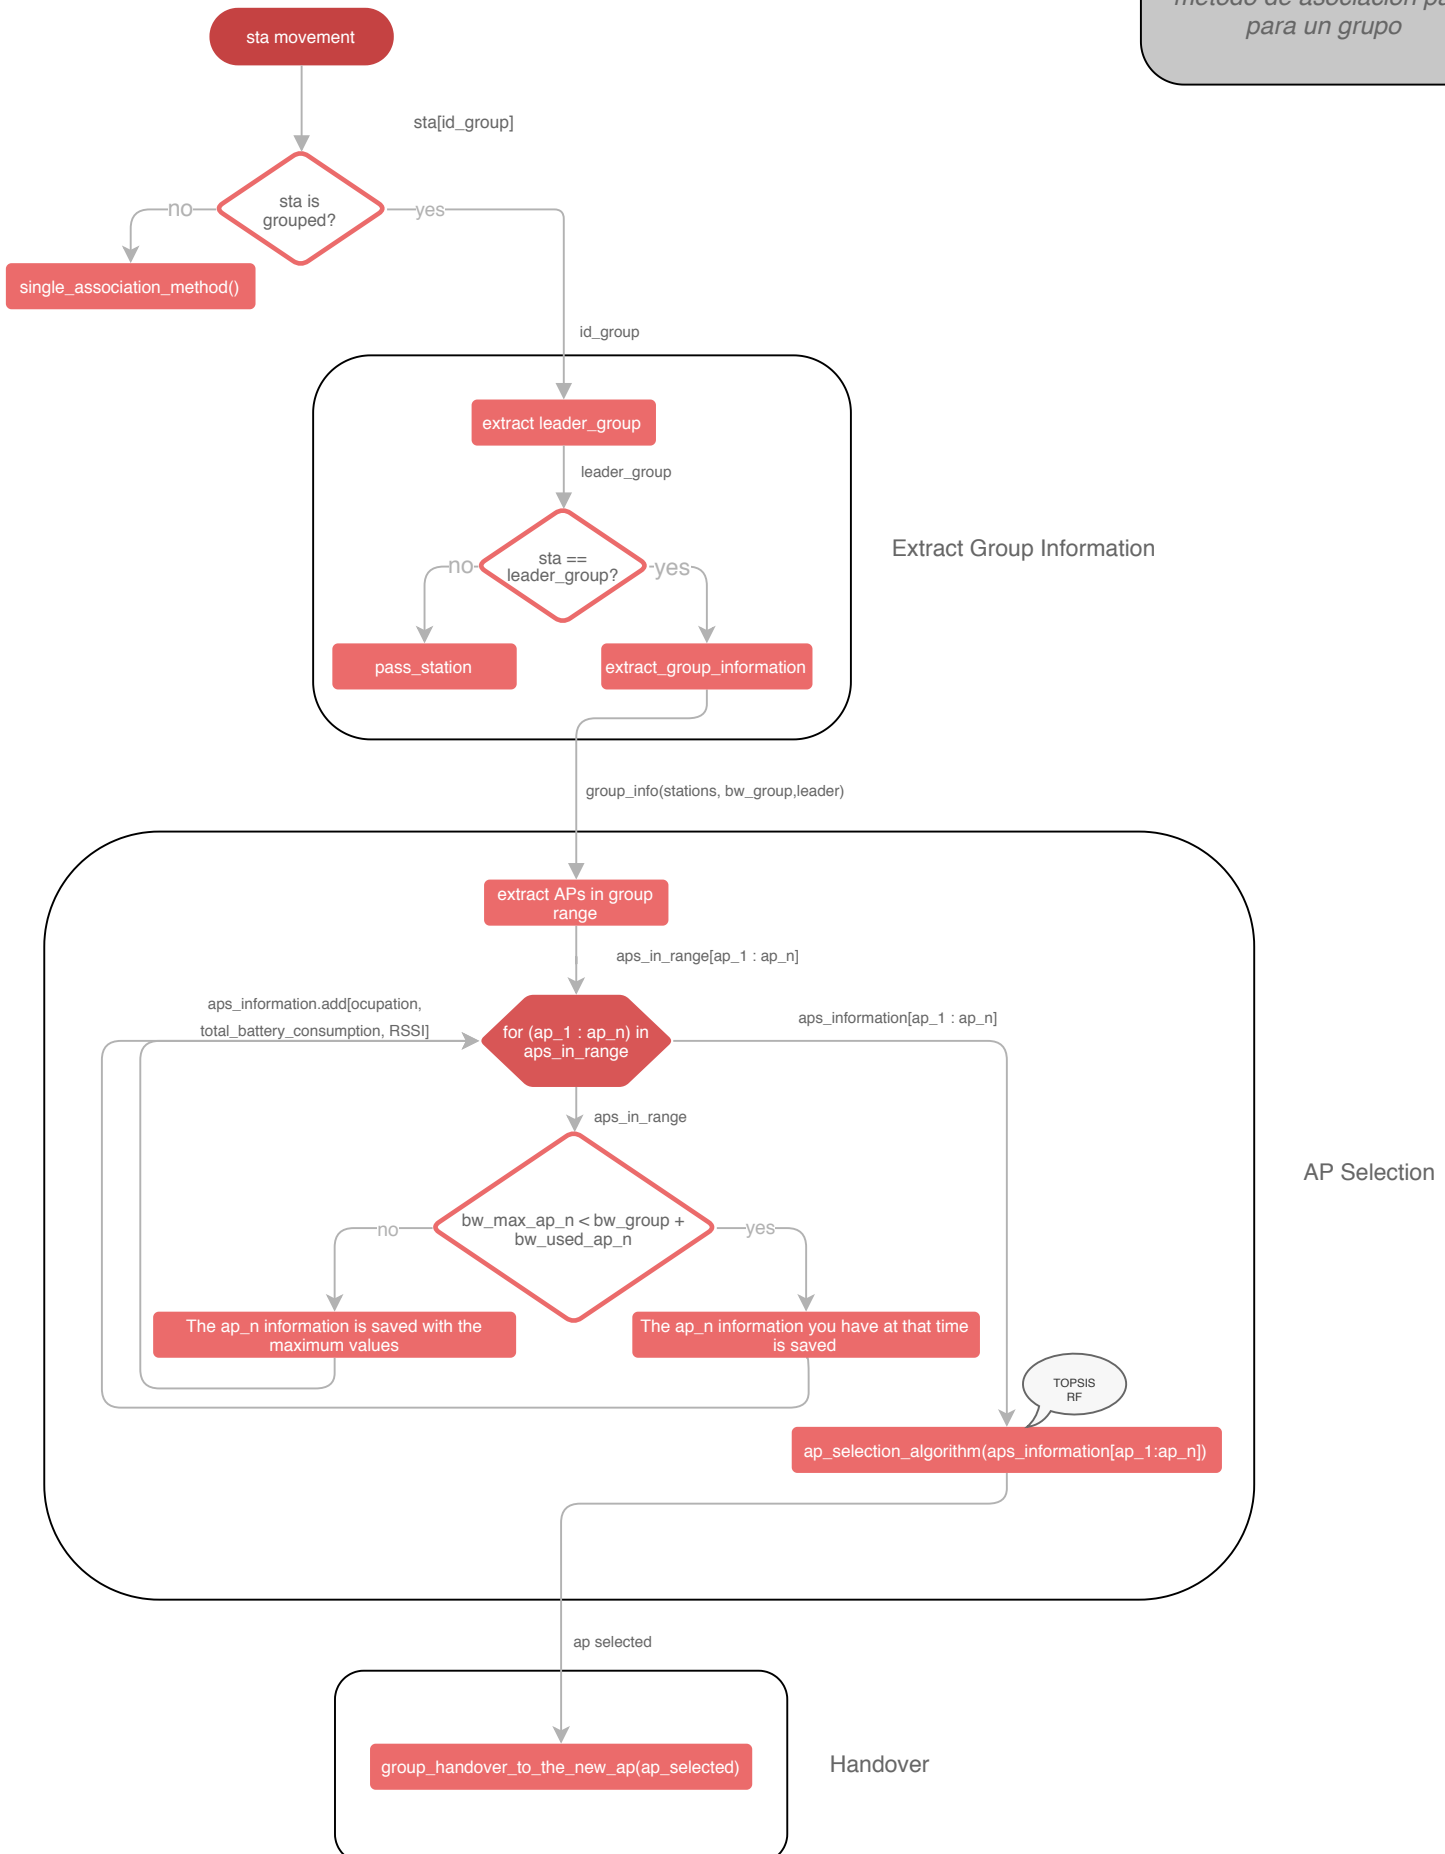 para un grupo
sta movement
sta[id_group]
sta is
grouped?
no
yes
single_association_method()
id_group
extract leader_group
leader_group
Extract Group Information
sta ==
leader_group?
no
yes
pass_station
extract_group_information
group_info(stations, bw_group,leader)
extract APs in group
range
aps_in_range[ap_1 : ap_n]
aps_information.add[ocupation,
total_battery_consumption, RSSI]
for (ap_1 : ap_n) in
aps_in_range
aps_information[ap_1 : ap_n]
aps_in_range
AP Selection
bw_max_ap_n < bw_group +
bw_used_ap_n
no
yes
The ap_n information is saved with the
maximum values
The ap_n information you have at that time
is saved
TOPSIS
RF
ap_selection_algorithm(aps_information[ap_1:ap_n])
ap selected
group_handover_to_the_new_ap(ap_selected)
Handover